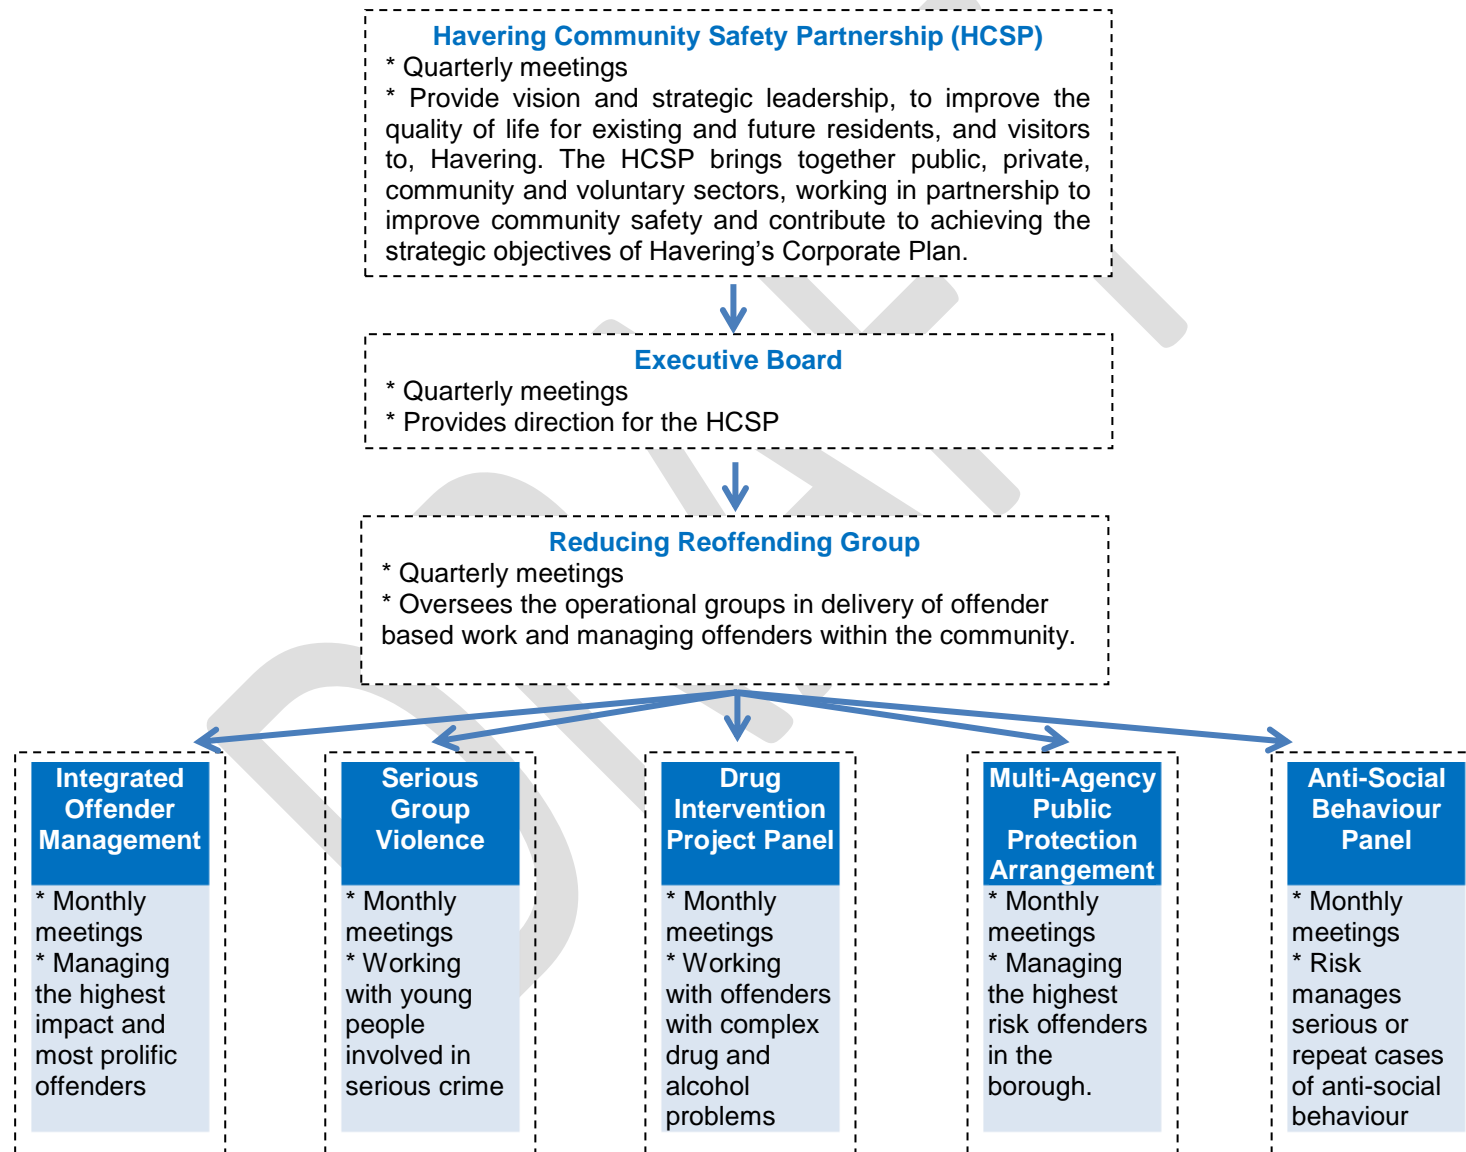 Havering Community Safety Partnership (HCSP)
* Quarterly meetings
* Provide vision and strategic leadership, to improve the
quality of life for existing and future residents, and visitors
to, Havering. The HCSP brings together public, private,
community and voluntary sectors, working in partnership to
improve community safety and contribute to achieving the
strategic objectives of Havering’s Corporate Plan.
Executive Board
* Quarterly meetings
* Provides direction for the HCSP
Reducing Reoffending Group
* Quarterly meetings
* Oversees the operational groups in delivery of offender
based work and managing offenders within the community.
Integrated
Offender
Management
* Monthly
meetings
* Managing
the highest
impact and
most prolific
offenders
Serious
Group
Violence
* Monthly
meetings
* Working
with young
people
involved in
serious crime
Drug
Intervention
Project Panel
* Monthly
meetings
* Working
with offenders
with complex
drug and
alcohol
problems
Multi-Agency
Public
Protection
Arrangement
* Monthly
meetings
* Managing
the highest
risk offenders
in the
borough.
Anti-Social
Behaviour
Panel
* Monthly
meetings
* Risk
manages
serious or
repeat cases
of anti-social
behaviour
DRAFT